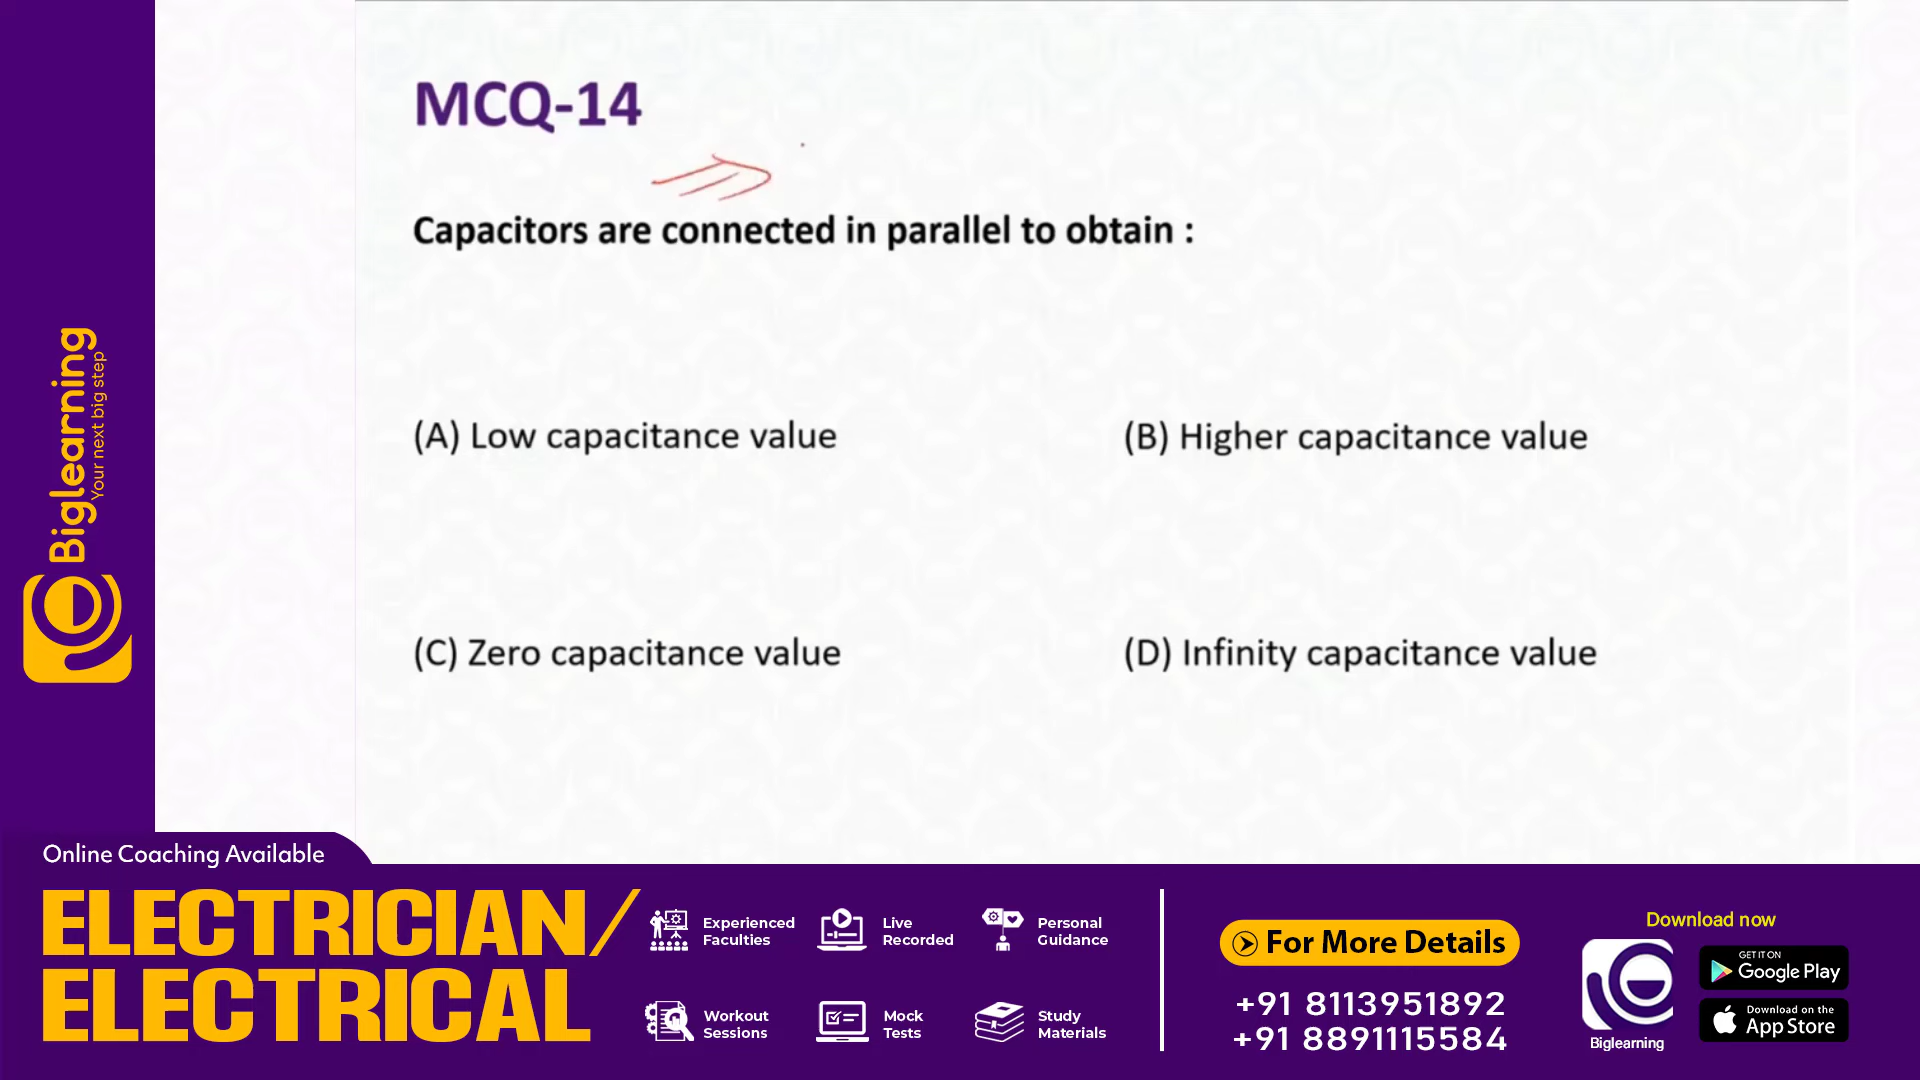 MCQ-14
Capacitors are connected in parallel to obtain :
(A) Low capacitance value
(B) Higher capacitance value
(C) Zero capacitance value
(D) Infinity capacitance value
Biglearning
Your next big step
Online Coaching Available
ELECTRICIAN/
ELECTRICAL
Experienced
Faculties
Live
Recorded
Personal
Guidance
Workout
Sessions
Mock
Tests
Study
Materials
For More Details
+91 8113951892
+91 8891115584
Download now
Biglearning
GET IT ON
Google Play
Download on the
App Store